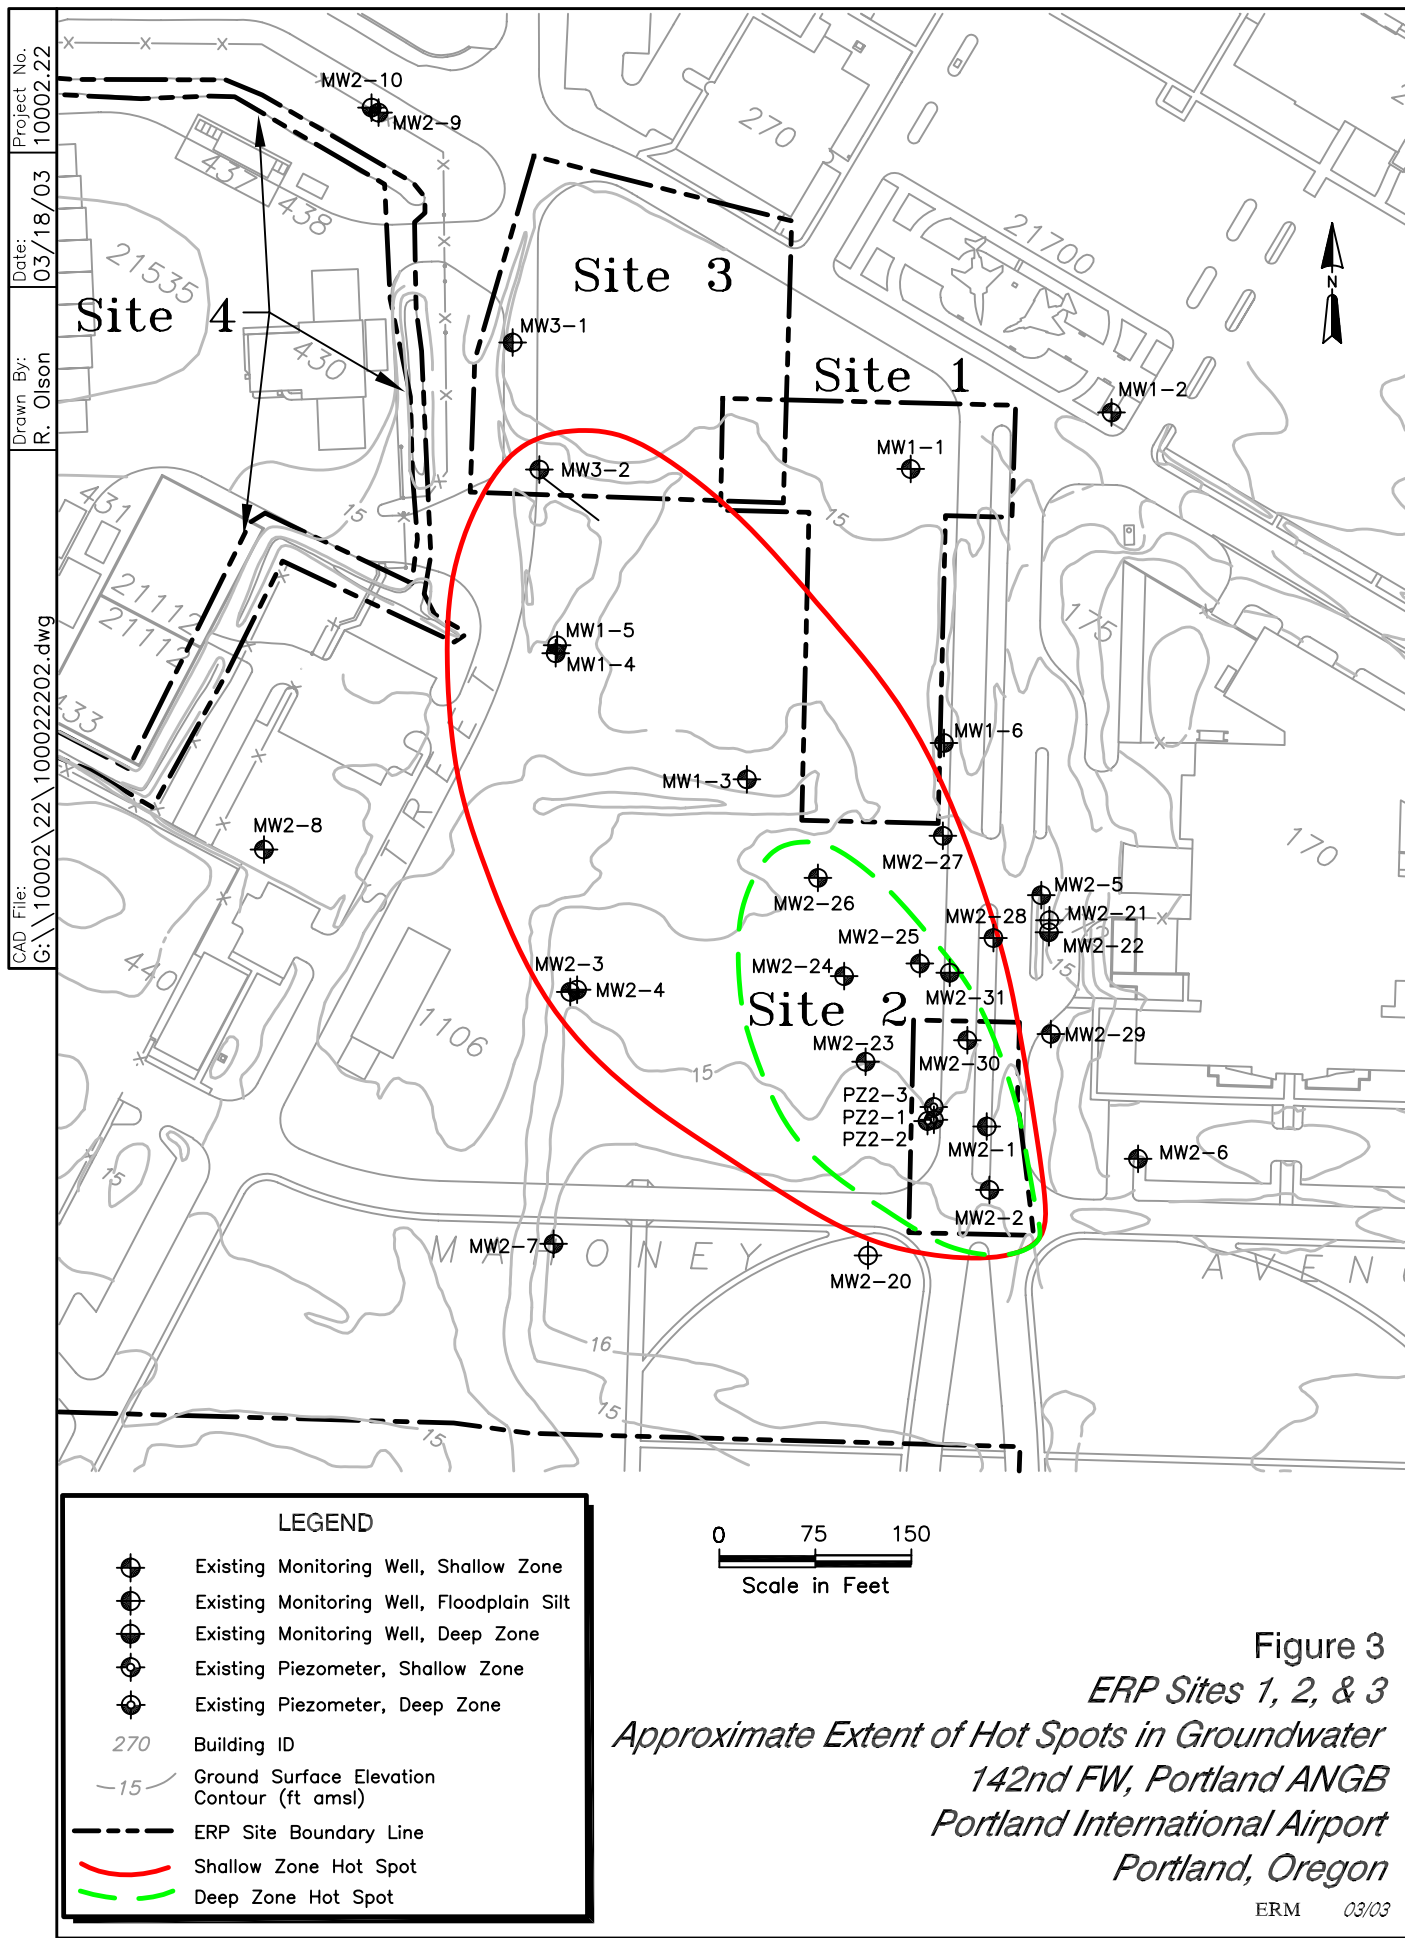 Project No.
10002.22
Date:
03/18/03
Drawn By:
R. Olson
CAD File:
G:\10002\22\1000222202.dwg
MW2-10
MW2-9
270
437
438
21535
21700
Site 3
Site 4
430
MW3-1
Site 1
MW1-2
MW1-1
MW3-2
431
15
15
21112
21112
175
MW1-5
MW1-4
433
STREET
MW1-6
MW1-3
MW2-8
170
MW2-27
MW2-26
MW2-5
MW2-28
MW2-21
MW2-22
MW2-25
15
440
MW2-3
MW2-24
MW2-4
MW2-31
Site 2
1106
MW2-29
MW2-23
MW2-30
15
PZ2-3
PZ2-1
PZ2-2
MW2-1
MW2-6
15
MW2-2
MW2-7
MALONEY
AVENU
MW2-20
16
15
15
LEGEND
Existing Monitoring Well, Shallow Zone
Existing Monitoring Well, Floodplain Silt
Existing Monitoring Well, Deep Zone
Existing Piezometer, Shallow Zone
Existing Piezometer, Deep Zone
270 Building ID
15 Ground Surface Elevation
Contour (ft amsl)
ERP Site Boundary Line
Shallow Zone Hot Spot
Deep Zone Hot Spot
0 75 150
Scale in Feet
N
Figure 3
ERP Sites 1, 2, & 3
Approximate Extent of Hot Spots in Groundwater
142nd FW, Portland ANGB
Portland International Airport
Portland, Oregon
ERM 03/03